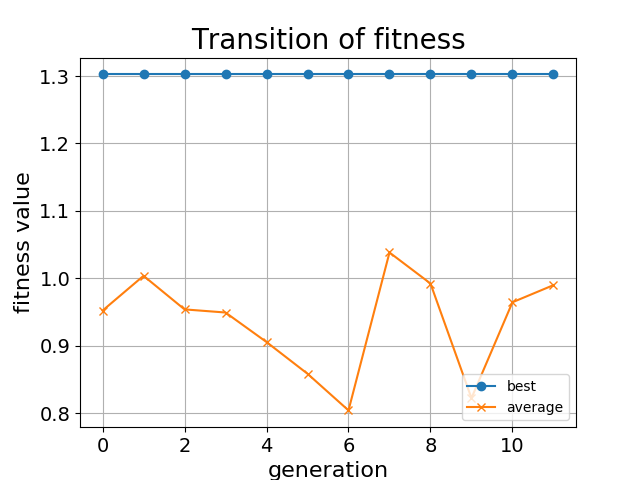 Transition of fitness
fitness value
1.3
1.2
1.1
1.0
0.9
0.8
0
2
4
6
8
10
generation
best
average